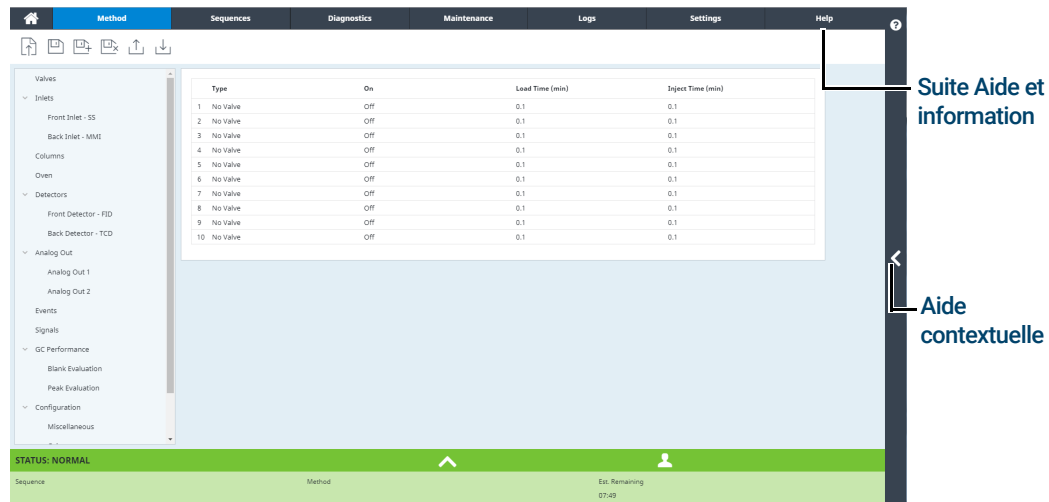 Method Sequences Diagnostics Maintenance Logs Settings Help ?
Valves
Inlets
Front Inlet - SS
Back Inlet - MMI
Columns
Oven
Detectors
Front Detector - FID
Back Detector - TCD
Analog Out
Analog Out 1
Analog Out 2
Events
Signals
GC Performance
Blank Evaluation
Peak Evaluation
Configuration
Miscellaneous
Type On Load Time (min) Inject Time (min)
1 No Valve Off 0.1 0.1
2 No Valve Off 0.1 0.1
3 No Valve Off 0.1 0.1
4 No Valve Off 0.1 0.1
5 No Valve Off 0.1 0.1
6 No Valve Off 0.1 0.1
7 No Valve Off 0.1 0.1
8 No Valve Off 0.1 0.1
9 No Valve Off 0.1 0.1
10 No Valve Off 0.1 0.1
Suite Aide et
information
Aide
contextuelle
STATUS: NORMAL
Sequence Method Est. Remaining
07:49